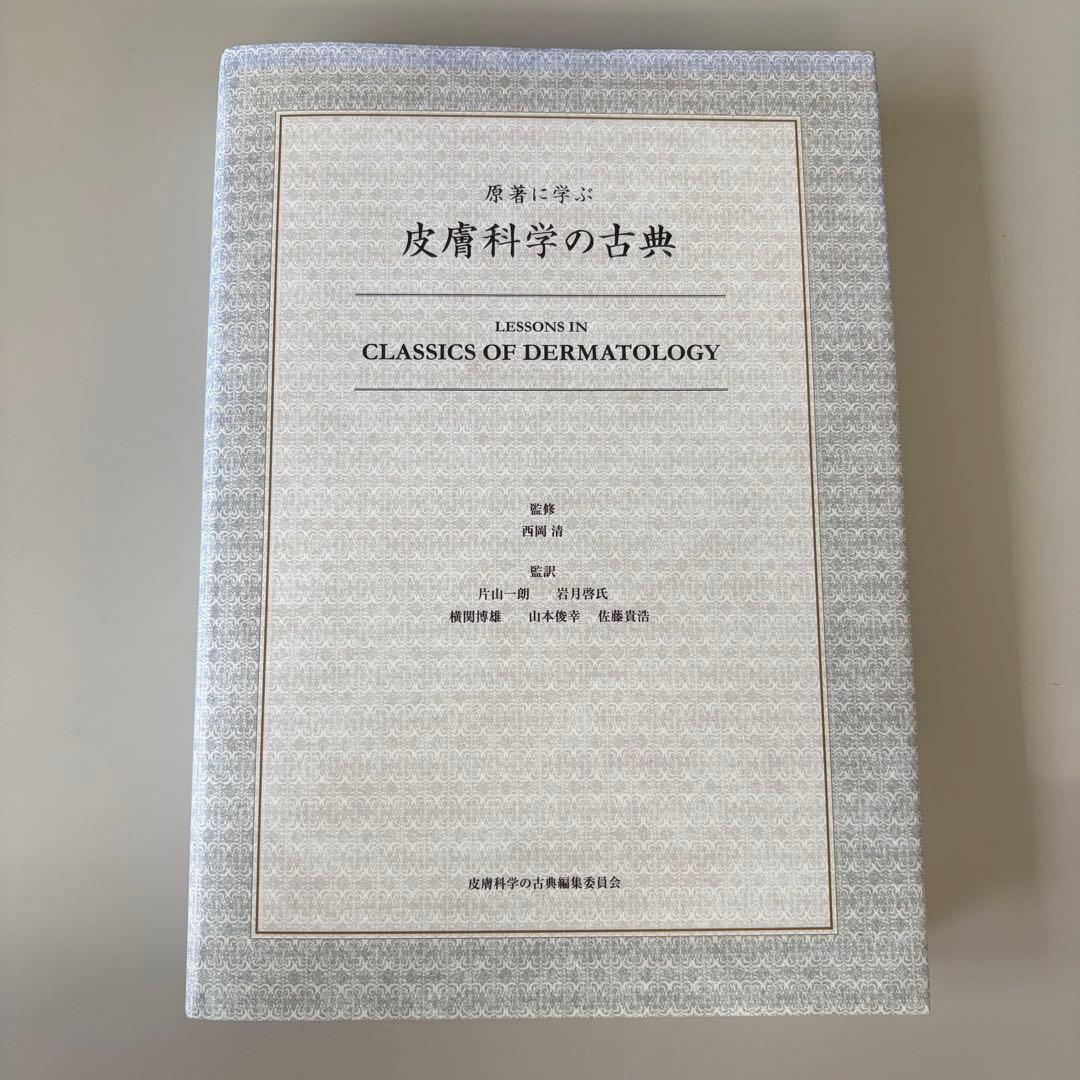 原著に学ぶ
皮膚科学の古典
LESSONS IN
CLASSICS OF DERMATOLOGY
監修
西岡 清
監訳
片山一朗 岩月啓氏
横関博雄 山本俊幸 佐藤貴浩
皮膚科学の古典編集委員会